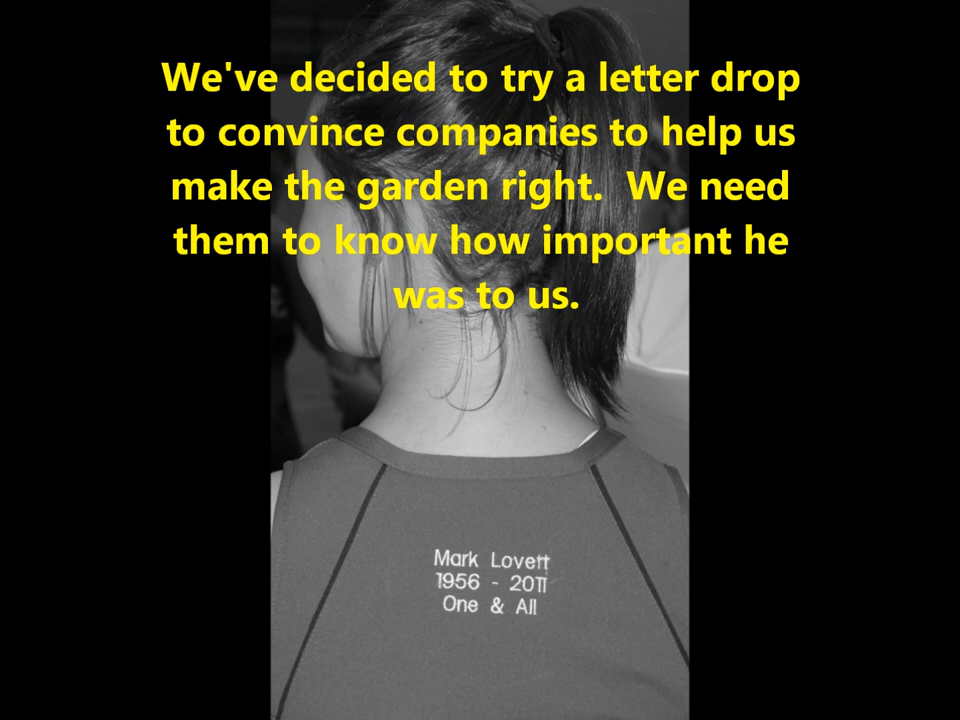 We've decided to try a letter drop
to convince companies to help us
make the garden right.  We need
them to know how important he
was to us.
Mark Lovett
1956 - 2011
One & All